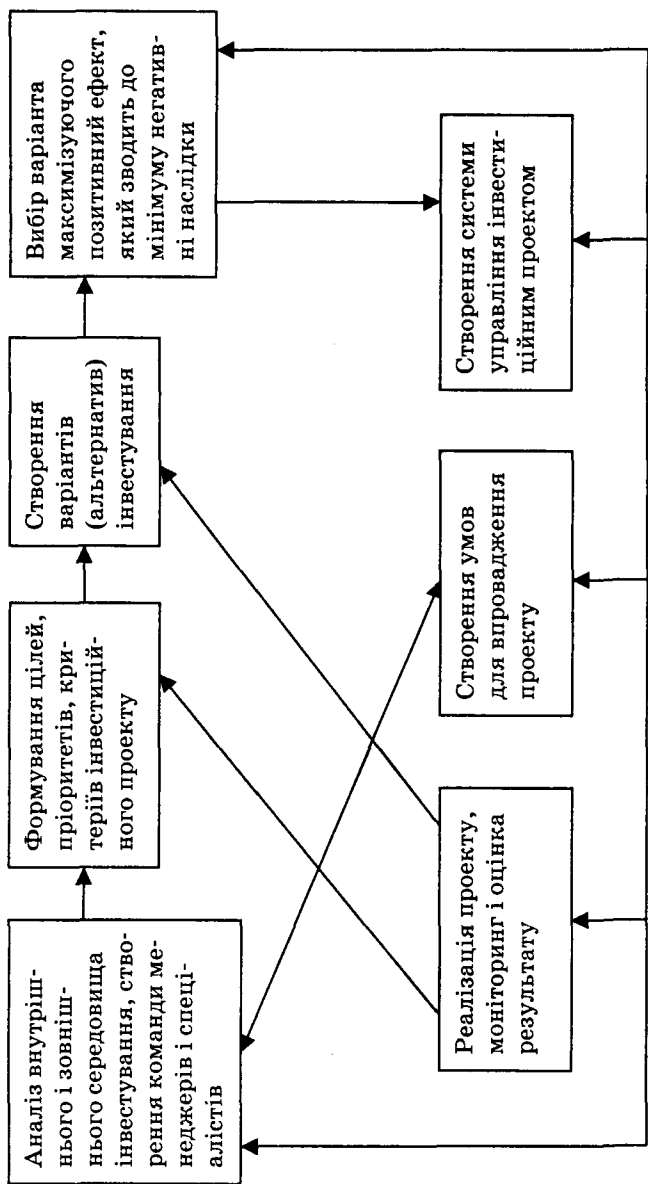 Аналіз внутріш-
нього і зовніш-
нього середовища
інвестування, ство-
рення команди ме-
неджерів і спеці-
алістів
Формування цілей,
пріоритетів, кри-
теріїв інвестицій-
ного проекту
Створення
варіантів
(альтернатив)
інвестування
Вибір варіанта
максимізуючого
позитивний ефект,
який зводить до
мінімуму негатив-
ні наслідки
Реалізація проекту,
моніторинг і оцінка
результату
Створення умов
для впровадження
проекту
Створення системи
управління інвести-
ційним проектом